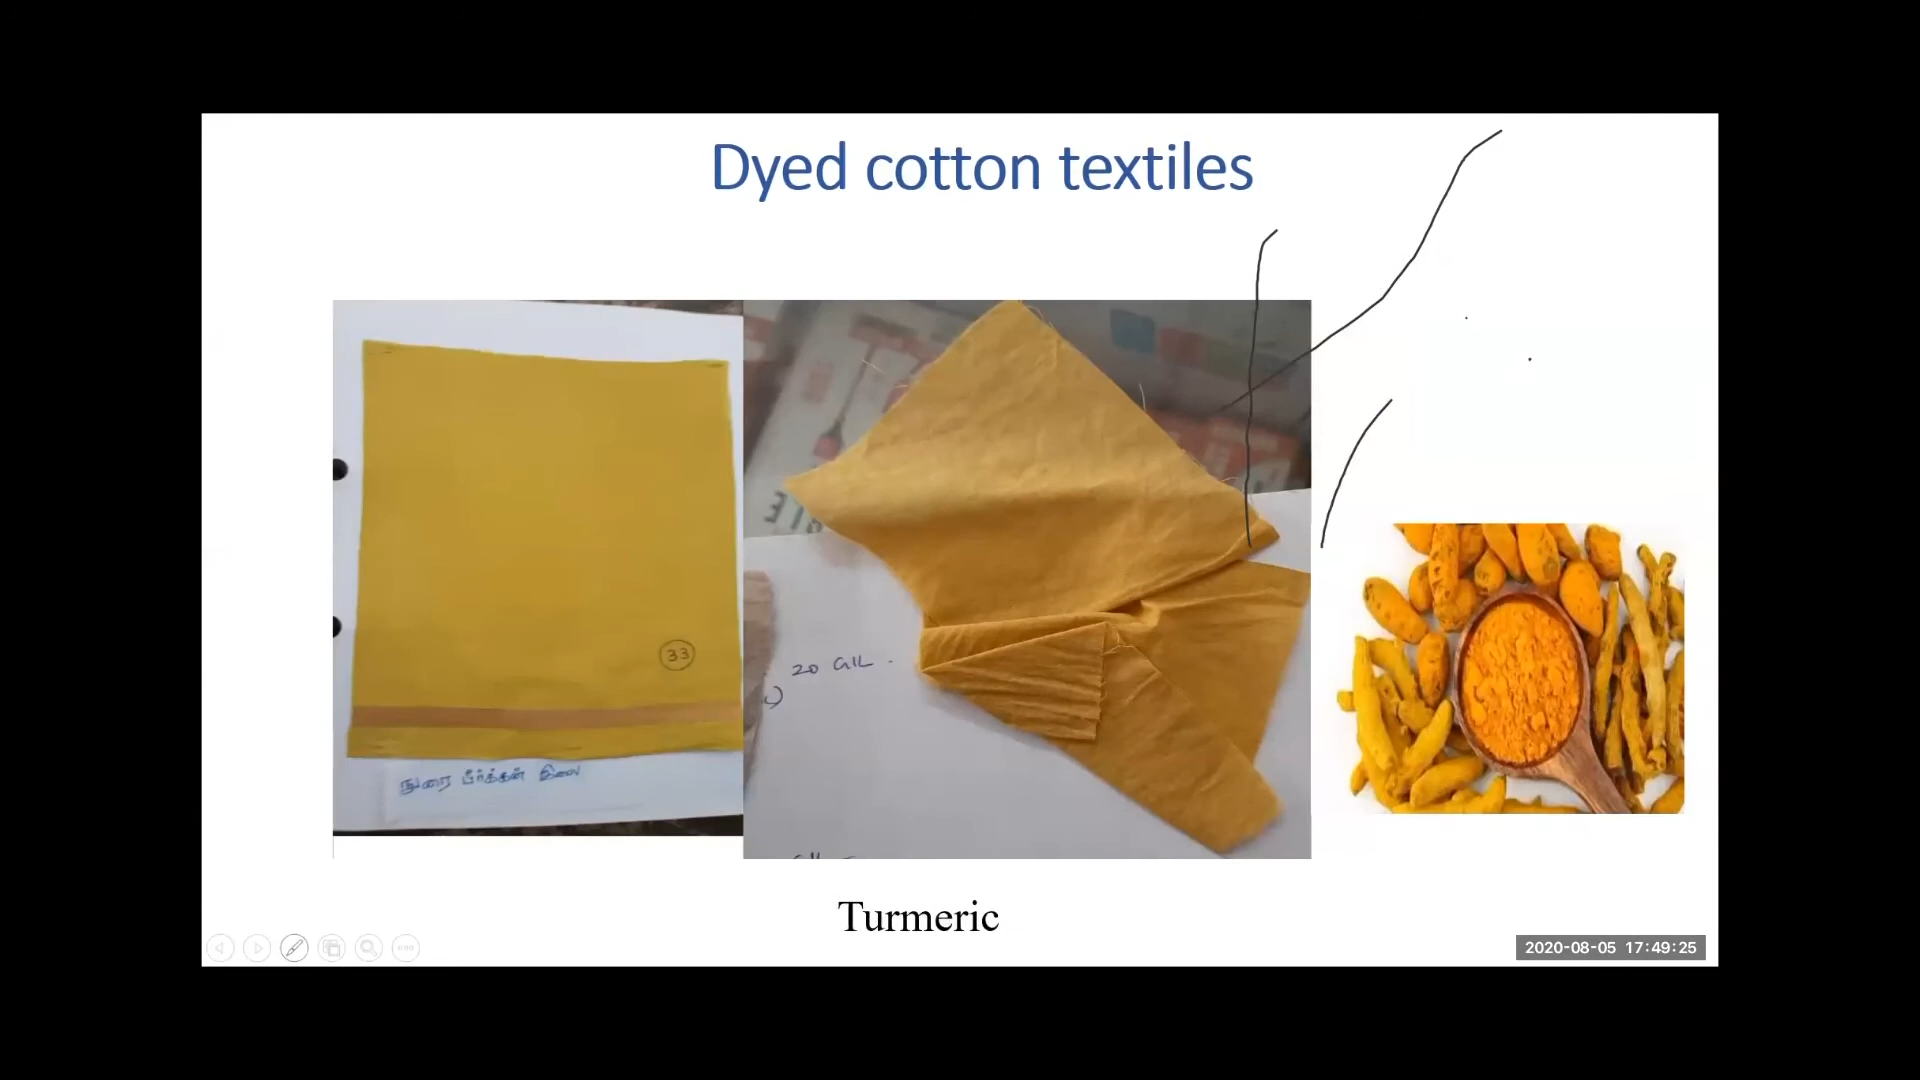 Dyed cotton textiles
33
நுரை பீர்க்கன் இலை
20 GIL .
Turmeric
2020-08-05 17:49:25